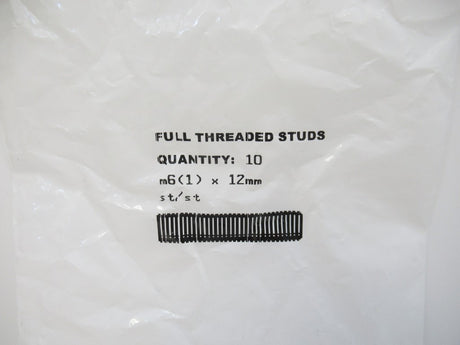 FULL THREADED STUDS
QUANTITY: 10
m6(1) x 12mm
st/st